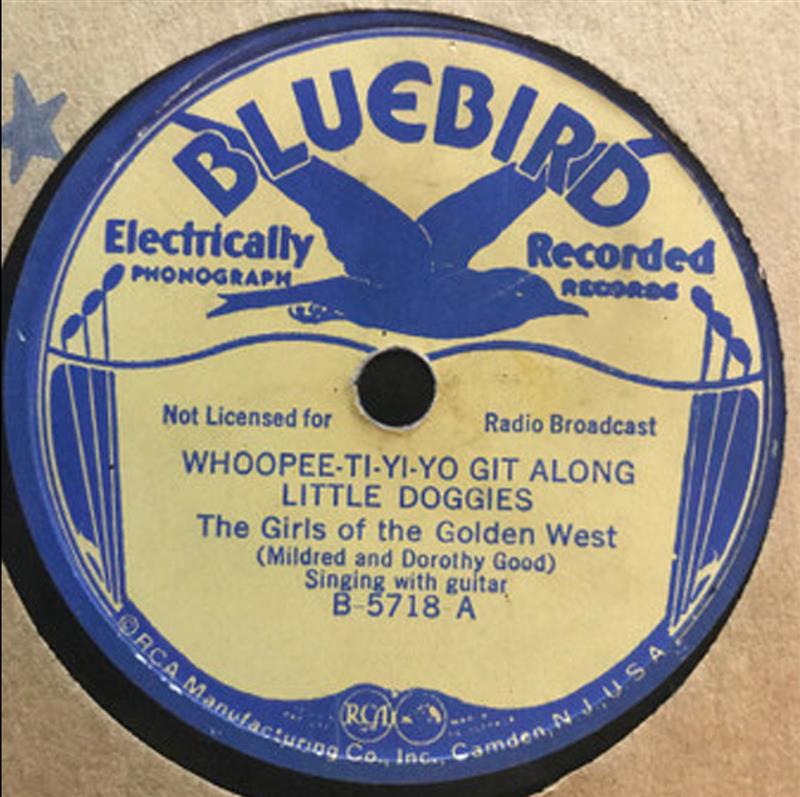 BLUEBIRD
Electrically Recorded
PHONOGRAPH RECORDS
Not Licensed for Radio Broadcast
WHOOPEE-TI-YI-YO GIT ALONG
LITTLE DOGGIES
The Girls of the Golden West
(Mildred and Dorothy Good)
Singing with guitar
B-5718-A
RCA
© RCA Manufacturing Co., Inc., Camden, N.J., U.S.A.